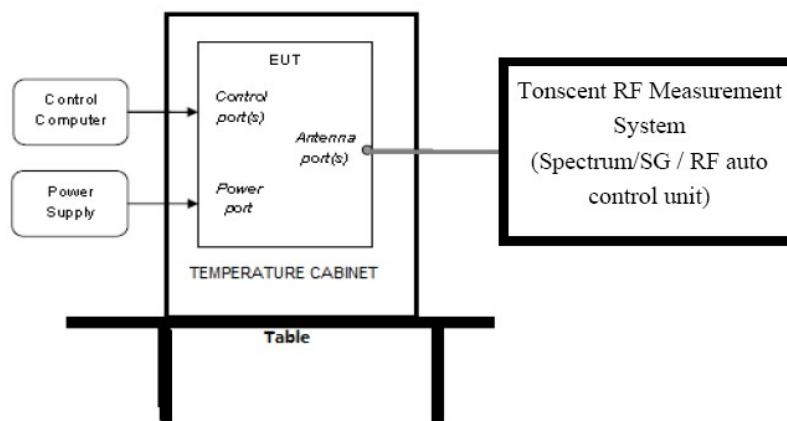 EUT
Control
Computer
Control
port(s)
Antenna
port(s)
Power
Supply
Power
port
TEMPERATURE CABINET
Table
Tonscent RF Measurement
System
(Spectrum/SG / RF auto
control unit)